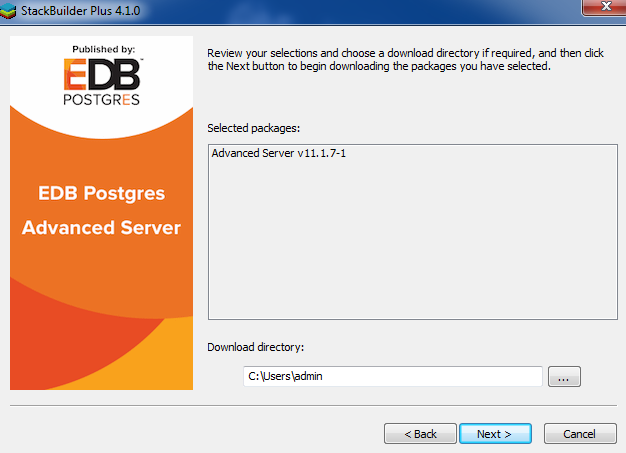 StackBuilder Plus 4.1.0
Published by:
EDB™
POSTGRES
EDB Postgres
Advanced Server
Review your selections and choose a download directory if required, and then click
the Next button to begin downloading the packages you have selected.
Selected packages:
Advanced Server v11.1.7-1
Download directory:
C:\Users\admin
...
< Back
Next >
Cancel